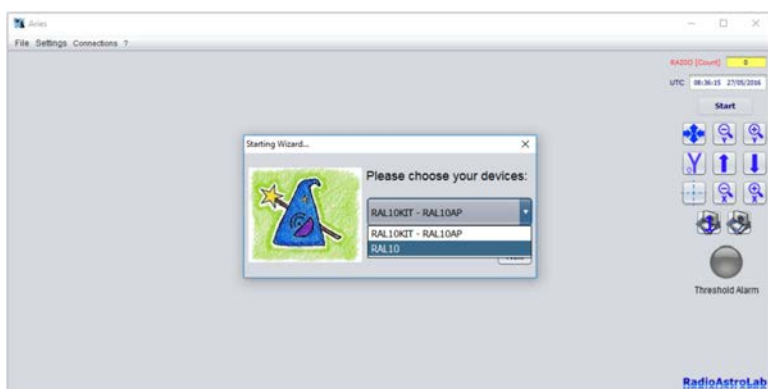 Aries
File Settings Connections ?
RADIO [Count] 0
UTC 08:36:15 27/05/2016
Start
Starting Wizard...
Please choose your devices:
RAL10KIT - RAL10AP
RAL10KIT - RAL10AP
RAL10
Threshold Alarm
RadioAstroLab